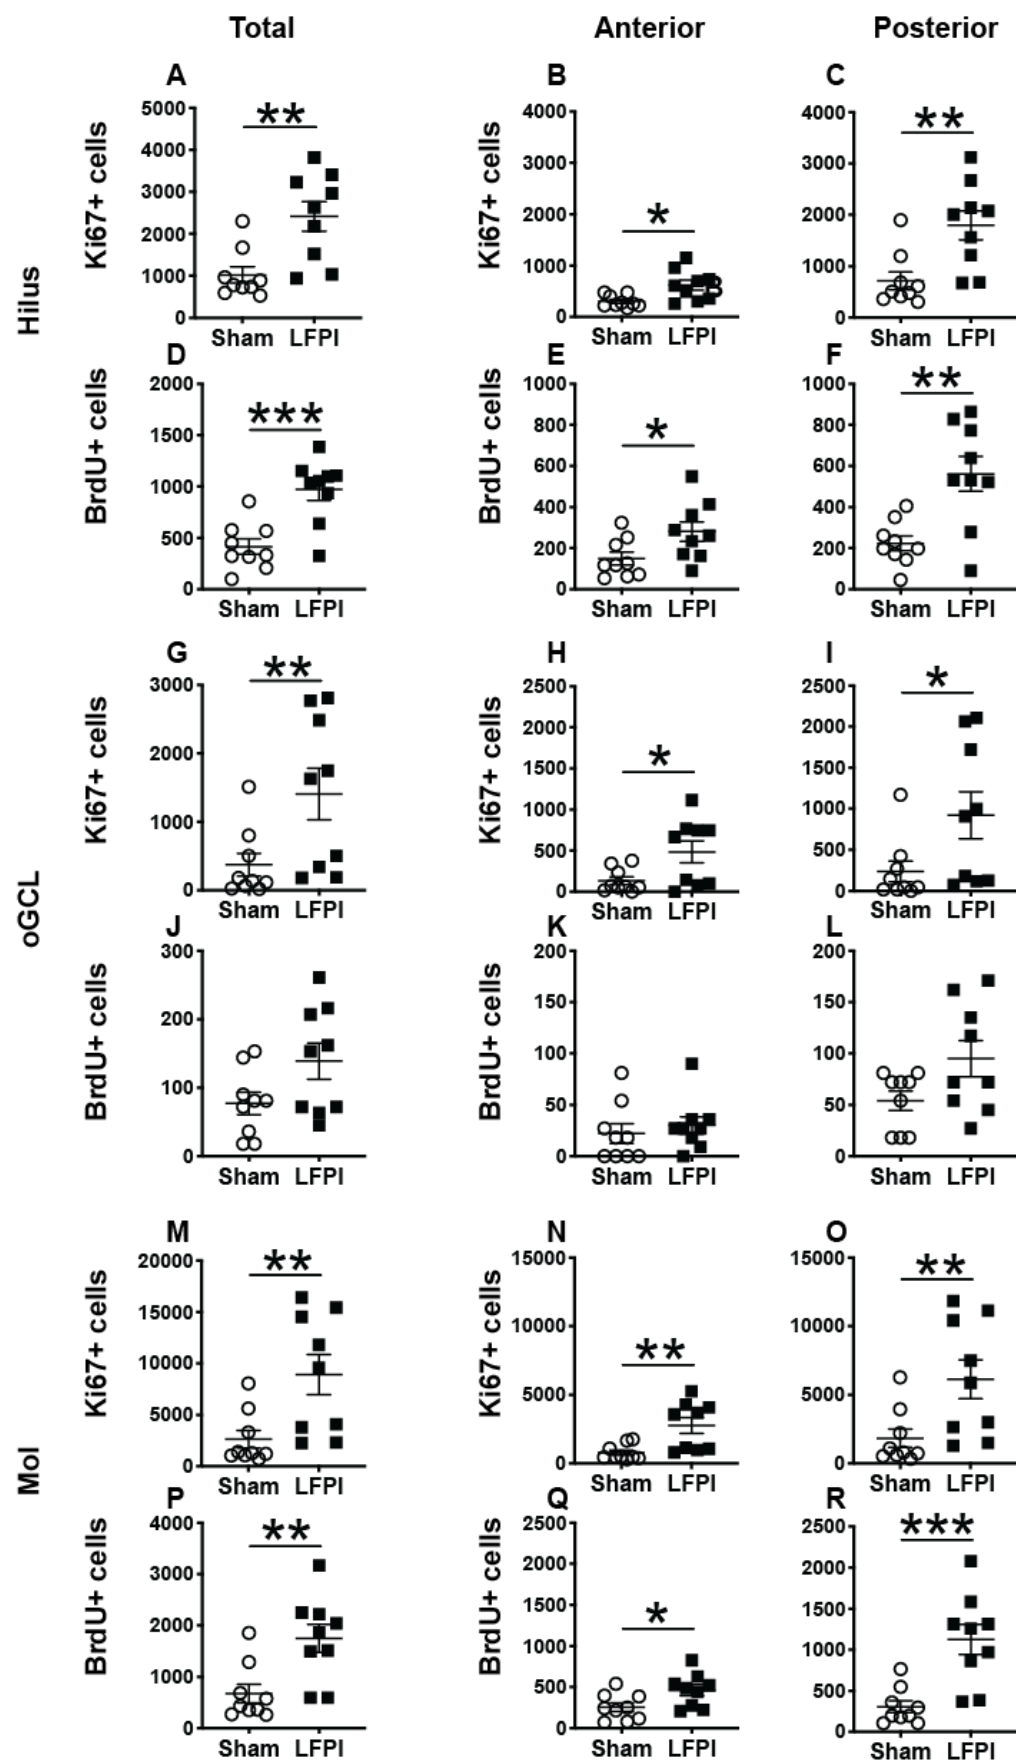 Total Anterior Posterior
Hilus
A B C
Ki67+ cells Ki67+ cells Ki67+ cells
5000 4000 3000 2000 1000 0
**
Sham LFPI
4000 3000 2000 1000 0
*
Sham LFPI
4000 3000 2000 1000 0
**
Sham LFPI
D E F
BrdU+ cells BrdU+ cells BrdU+ cells
2000 1500 1000 500 0
***
Sham LFPI
1000 800 600 400 200 0
*
Sham LFPI
1000 800 600 400 200 0
**
Sham LFPI
oGCL
G H I
Ki67+ cells Ki67+ cells Ki67+ cells
3000 2000 1000 0
**
Sham LFPI
2500 2000 1500 1000 500 0
*
Sham LFPI
2500 2000 1500 1000 500 0
*
Sham LFPI
J K L
BrdU+ cells BrdU+ cells BrdU+ cells
300 200 100 0
Sham LFPI
200 150 100 50 0
Sham LFPI
200 150 100 50 0
Sham LFPI
Mol
M N O
Ki67+ cells Ki67+ cells Ki67+ cells
20000 15000 10000 5000 0
**
Sham LFPI
15000 10000 5000 0
**
Sham LFPI
15000 10000 5000 0
**
Sham LFPI
P Q R
BrdU+ cells BrdU+ cells BrdU+ cells
4000 3000 2000 1000 0
**
Sham LFPI
2500 2000 1500 1000 500 0
*
Sham LFPI
2500 2000 1500 1000 500 0
***
Sham LFPI